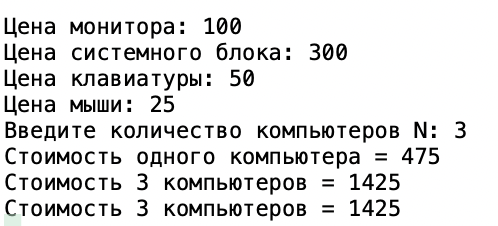 Цена монитора: 100
Цена системного блока: 300
Цена клавиатуры: 50
Цена мыши: 25
Введите количество компьютеров N: 3
Стоимость одного компьютера = 475
Стоимость 3 компьютеров = 1425
Стоимость 3 компьютеров = 1425